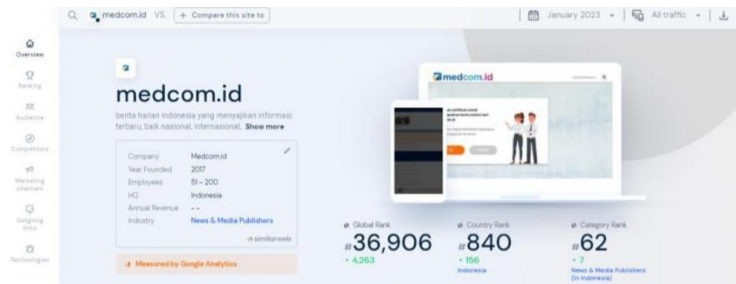 medcom.id VS. + Compare this site to
January 2023
All traffic
Overview
Ranking
Audience
Competitors
Marketing
channels
Outgoing
links
Technologies
medcom.id
berita harian indonesia yang menyajikan informasi
terbaru, baik nasional, internasional, Show more
Company Medcom.id
Year Founded 2017
Employees 51 - 200
HQ Indonesia
Annual Revenue - -
Industry News & Media Publishers
similarweb
Measured by Google Analytics
medcom.id
Global Rank
#36,906
4,263
Country Rank
#840
156
Indonesia
Category Rank
#62
7
News & Media Publishers
(In Indonesia)